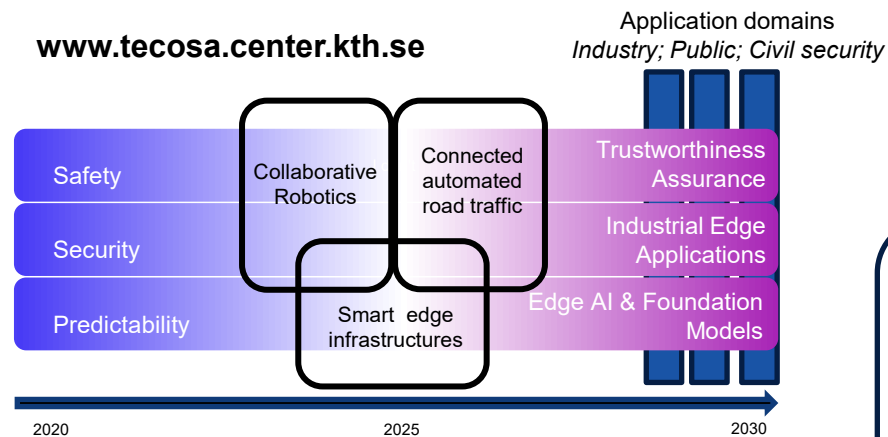 www.tecosa.center.kth.se
Application domains
Industry; Public; Civil security
Safety
Collaborative
Robotics
Connected
automated
road traffic
Trustworthiness
Assurance
Security
Industrial Edge
Applications
Predictability
Smart edge
infrastructures
Edge AI & Foundation
Models
2020
2025
2030